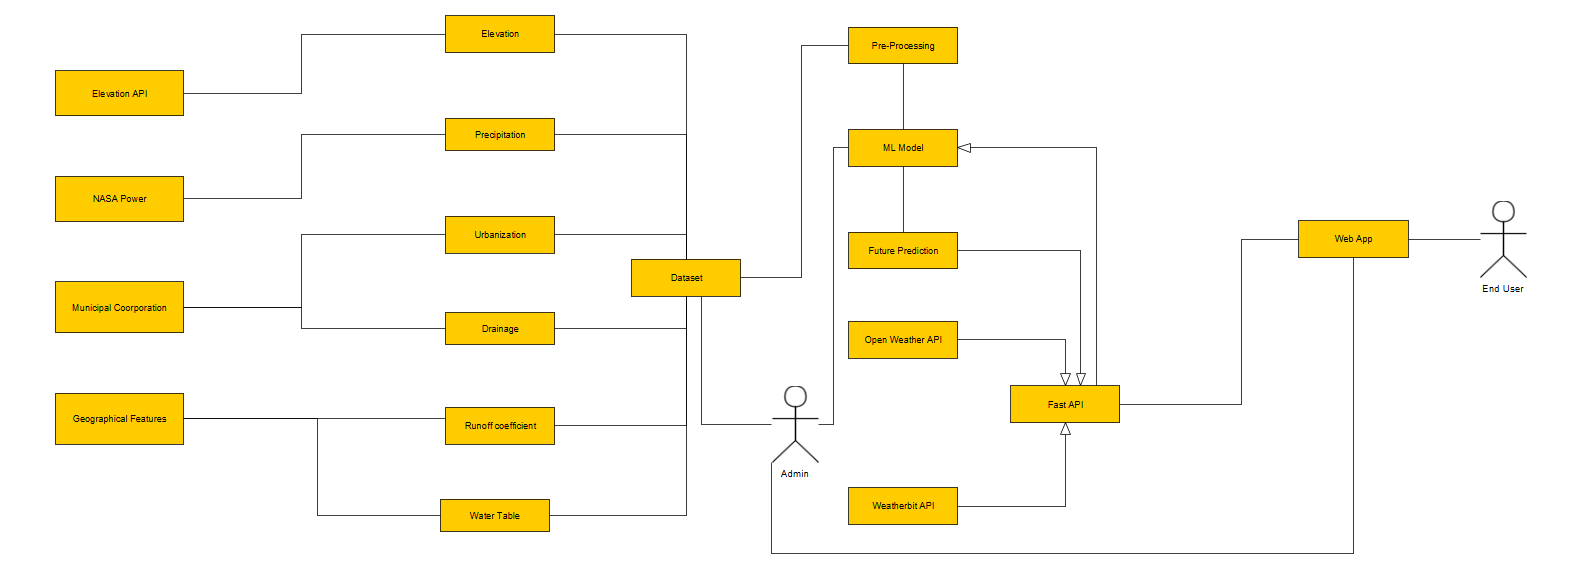 Elevation API
NASA Power
Municipal Coorporation
Geographical Features
Elevation
Precipitation
Urbanization
Drainage
Runoff coefficient
Water Table
Dataset
Admin
Pre-Processing
ML Model
Future Prediction
Open Weather API
Weatherbit API
Fast API
Web App
End User